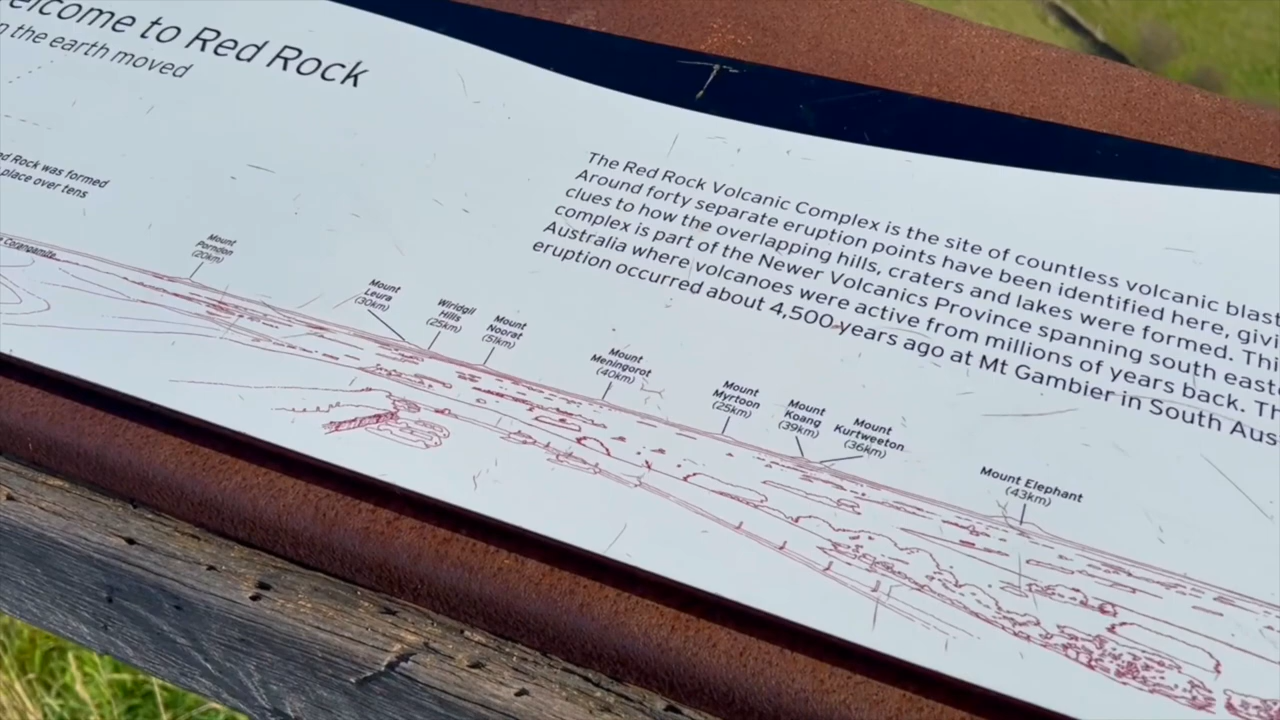 elcome to Red Rock
n the earth moved
ed Rock was formed
place over tens
The Red Rock Volcanic Complex is the site of countless volcanic blast
Around forty separate eruption points have been identified here, givi
clues to how the overlapping hills, craters and lakes were formed. Thi
complex is part of the Newer Volcanics Province spanning south east
Australia where volcanoes were active from millions of years back. Th
eruption occurred about 4,500 years ago at Mt Gambier in South Aus
Corangamite
Mount
Porndon
(20km)
Mount
Leura
(30km)
Wiridgil
Hills
(25km)
Mount
Noorat
(51km)
Mount
Meningorot
(40km)
Mount
Myrtoon
(25km)
Mount
Koang
(39km)
Mount
Kurtweeton
(36km)
Mount Elephant
(43km)